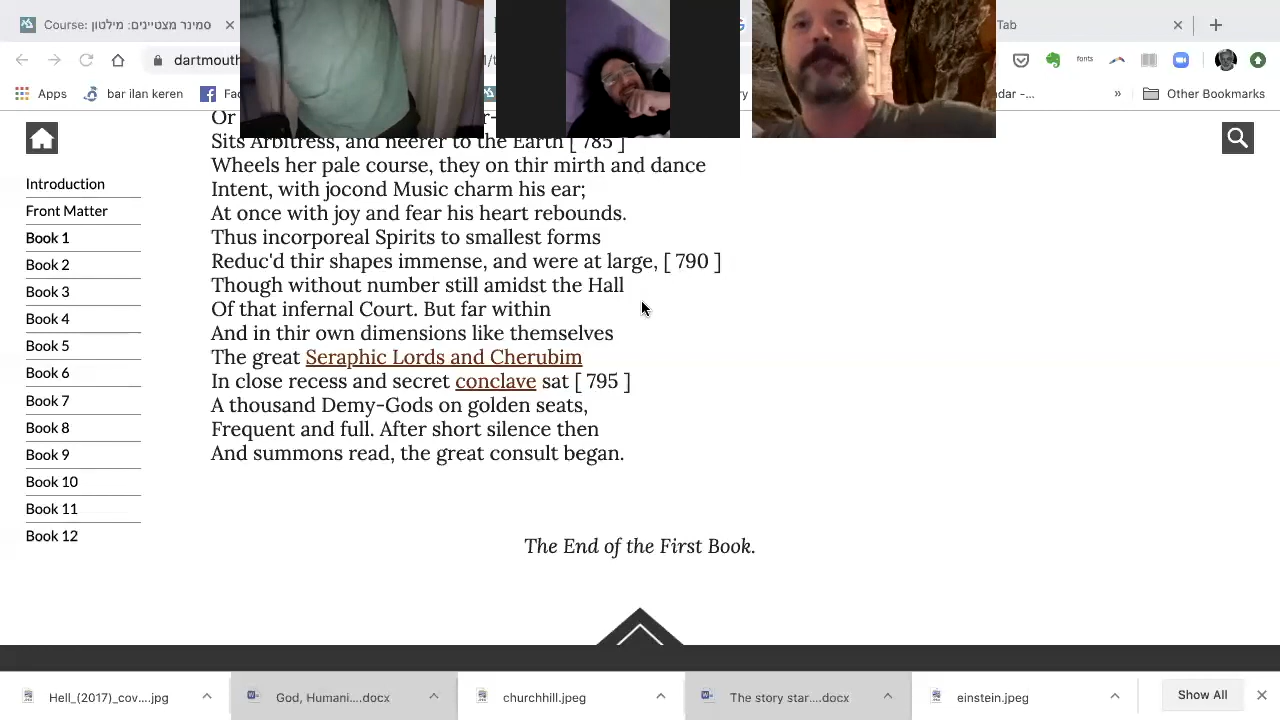 Course: סמינר מצטיינים: מילטון
Tab
dartmouth
fonts
Apps
bar ilan keren
ndar -...
»
Other Bookmarks
Or
Sits Arbitress, and neerer to the Earth [ 785 ]
Wheels her pale course, they on thir mirth and dance
Intent, with jocond Music charm his ear;
At once with joy and fear his heart rebounds.
Thus incorporeal Spirits to smallest forms
Reduc'd thir shapes immense, and were at large, [ 790 ]
Though without number still amidst the Hall
Of that infernal Court. But far within
And in thir own dimensions like themselves
The great Seraphic Lords and Cherubim
In close recess and secret conclave sat [ 795 ]
A thousand Demy-Gods on golden seats,
Frequent and full. After short silence then
And summons read, the great consult began.
The End of the First Book.
Introduction
Front Matter
Book 1
Book 2
Book 3
Book 4
Book 5
Book 6
Book 7
Book 8
Book 9
Book 10
Book 11
Book 12
Hell_(2017)_cov....jpg
God, Humani....docx
churchhill.jpeg
The story star....docx
einstein.jpeg
Show All